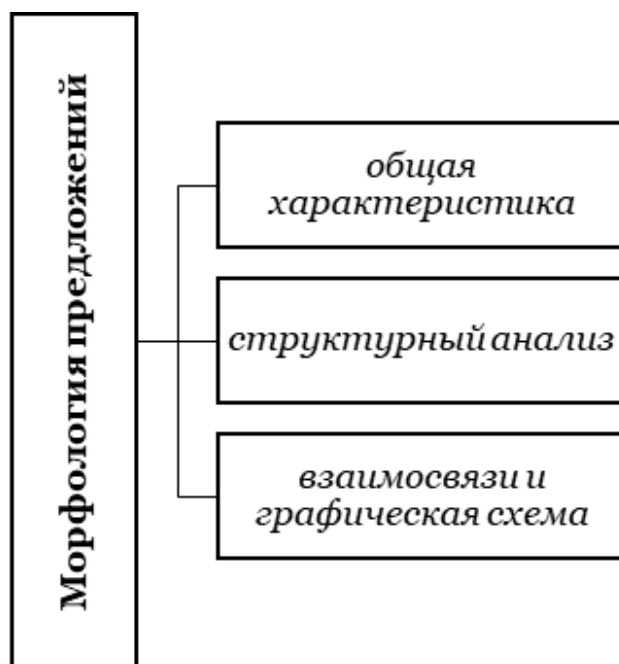 Морфология предложений
общая
характеристика
структурный анализ
взаимосвязи и
графическая схема